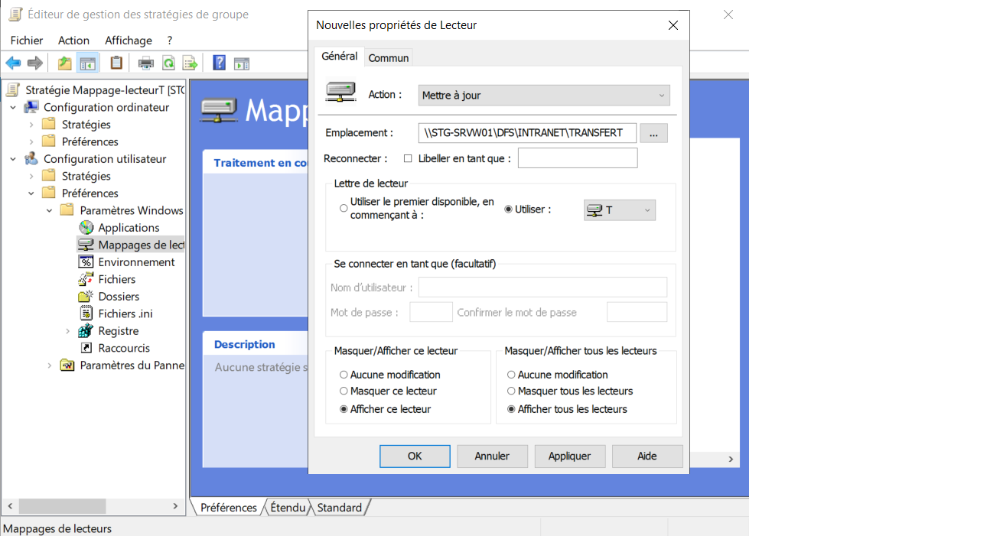 Éditeur de gestion des stratégies de groupe
Fichier Action Affichage ?
Stratégie Mappage-lecteurT [STG
Configuration ordinateur
Stratégies
Préférences
Configuration utilisateur
Stratégies
Préférences
Paramètres Windows
Applications
Mappages de lect
Environnement
Fichiers
Dossiers
Fichiers .ini
Registre
Raccourcis
Paramètres du Panne
Mapp
Traitement en co
Description
Aucune stratégie s
Préférences Étendu Standard
Mappages de lecteurs
Nouvelles propriétés de Lecteur
Général Commun
Action : Mettre à jour
Emplacement : \\STG-SRVW01\DFS\INTRANET\TRANSFERT ...
Reconnecter : Libeller en tant que :
Lettre de lecteur
Utiliser le premier disponible, en
commençant à :
Utiliser : T
Se connecter en tant que (facultatif)
Nom d'utilisateur :
Mot de passe : Confirmer le mot de passe
Masquer/Afficher ce lecteur
Aucune modification
Masquer ce lecteur
Afficher ce lecteur
Masquer/Afficher tous les lecteurs
Aucune modification
Masquer tous les lecteurs
Afficher tous les lecteurs
OK Annuler Appliquer Aide